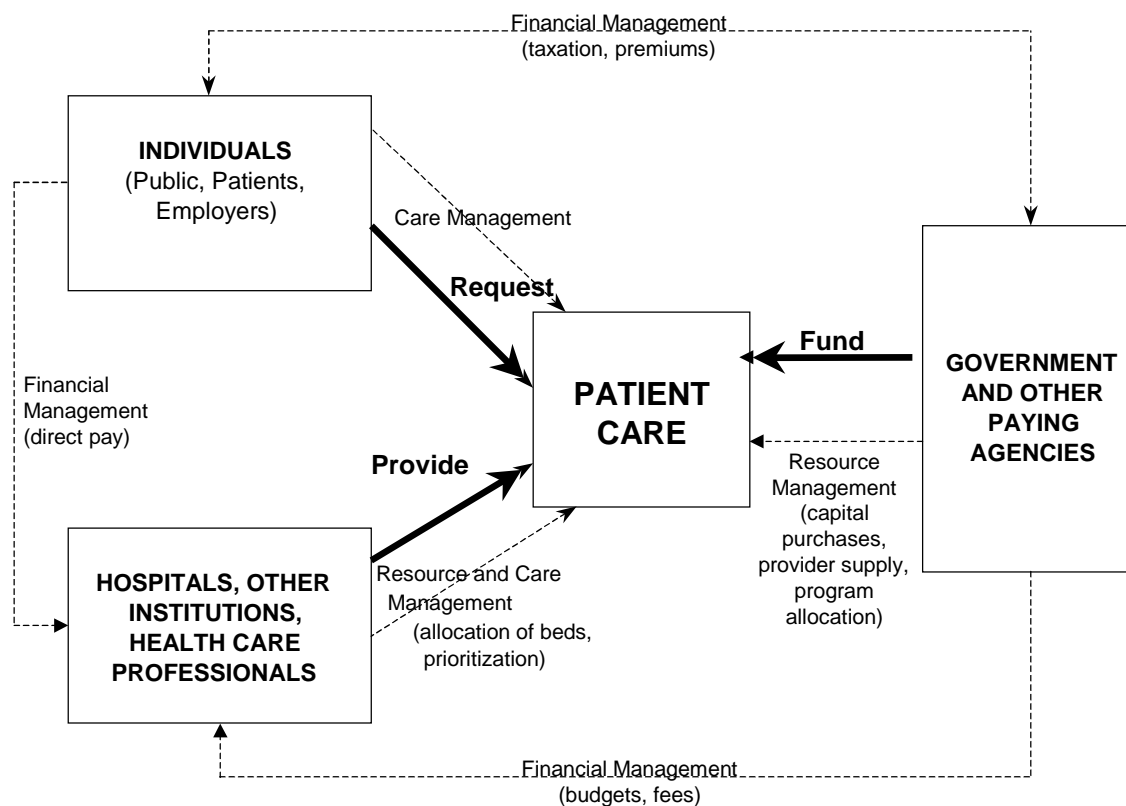 Financial Management
(taxation, premiums)
INDIVIDUALS
(Public, Patients,
Employers)
Care Management
Request
Fund
PATIENT
CARE
GOVERNMENT
AND OTHER
PAYING
AGENCIES
Financial
Management
(direct pay)
Provide
Resource
Management
(capital
purchases,
provider supply,
program
allocation)
HOSPITALS, OTHER
INSTITUTIONS,
HEALTH CARE
PROFESSIONALS
Resource and Care
Management
(allocation of beds,
prioritization)
Financial Management
(budgets, fees)